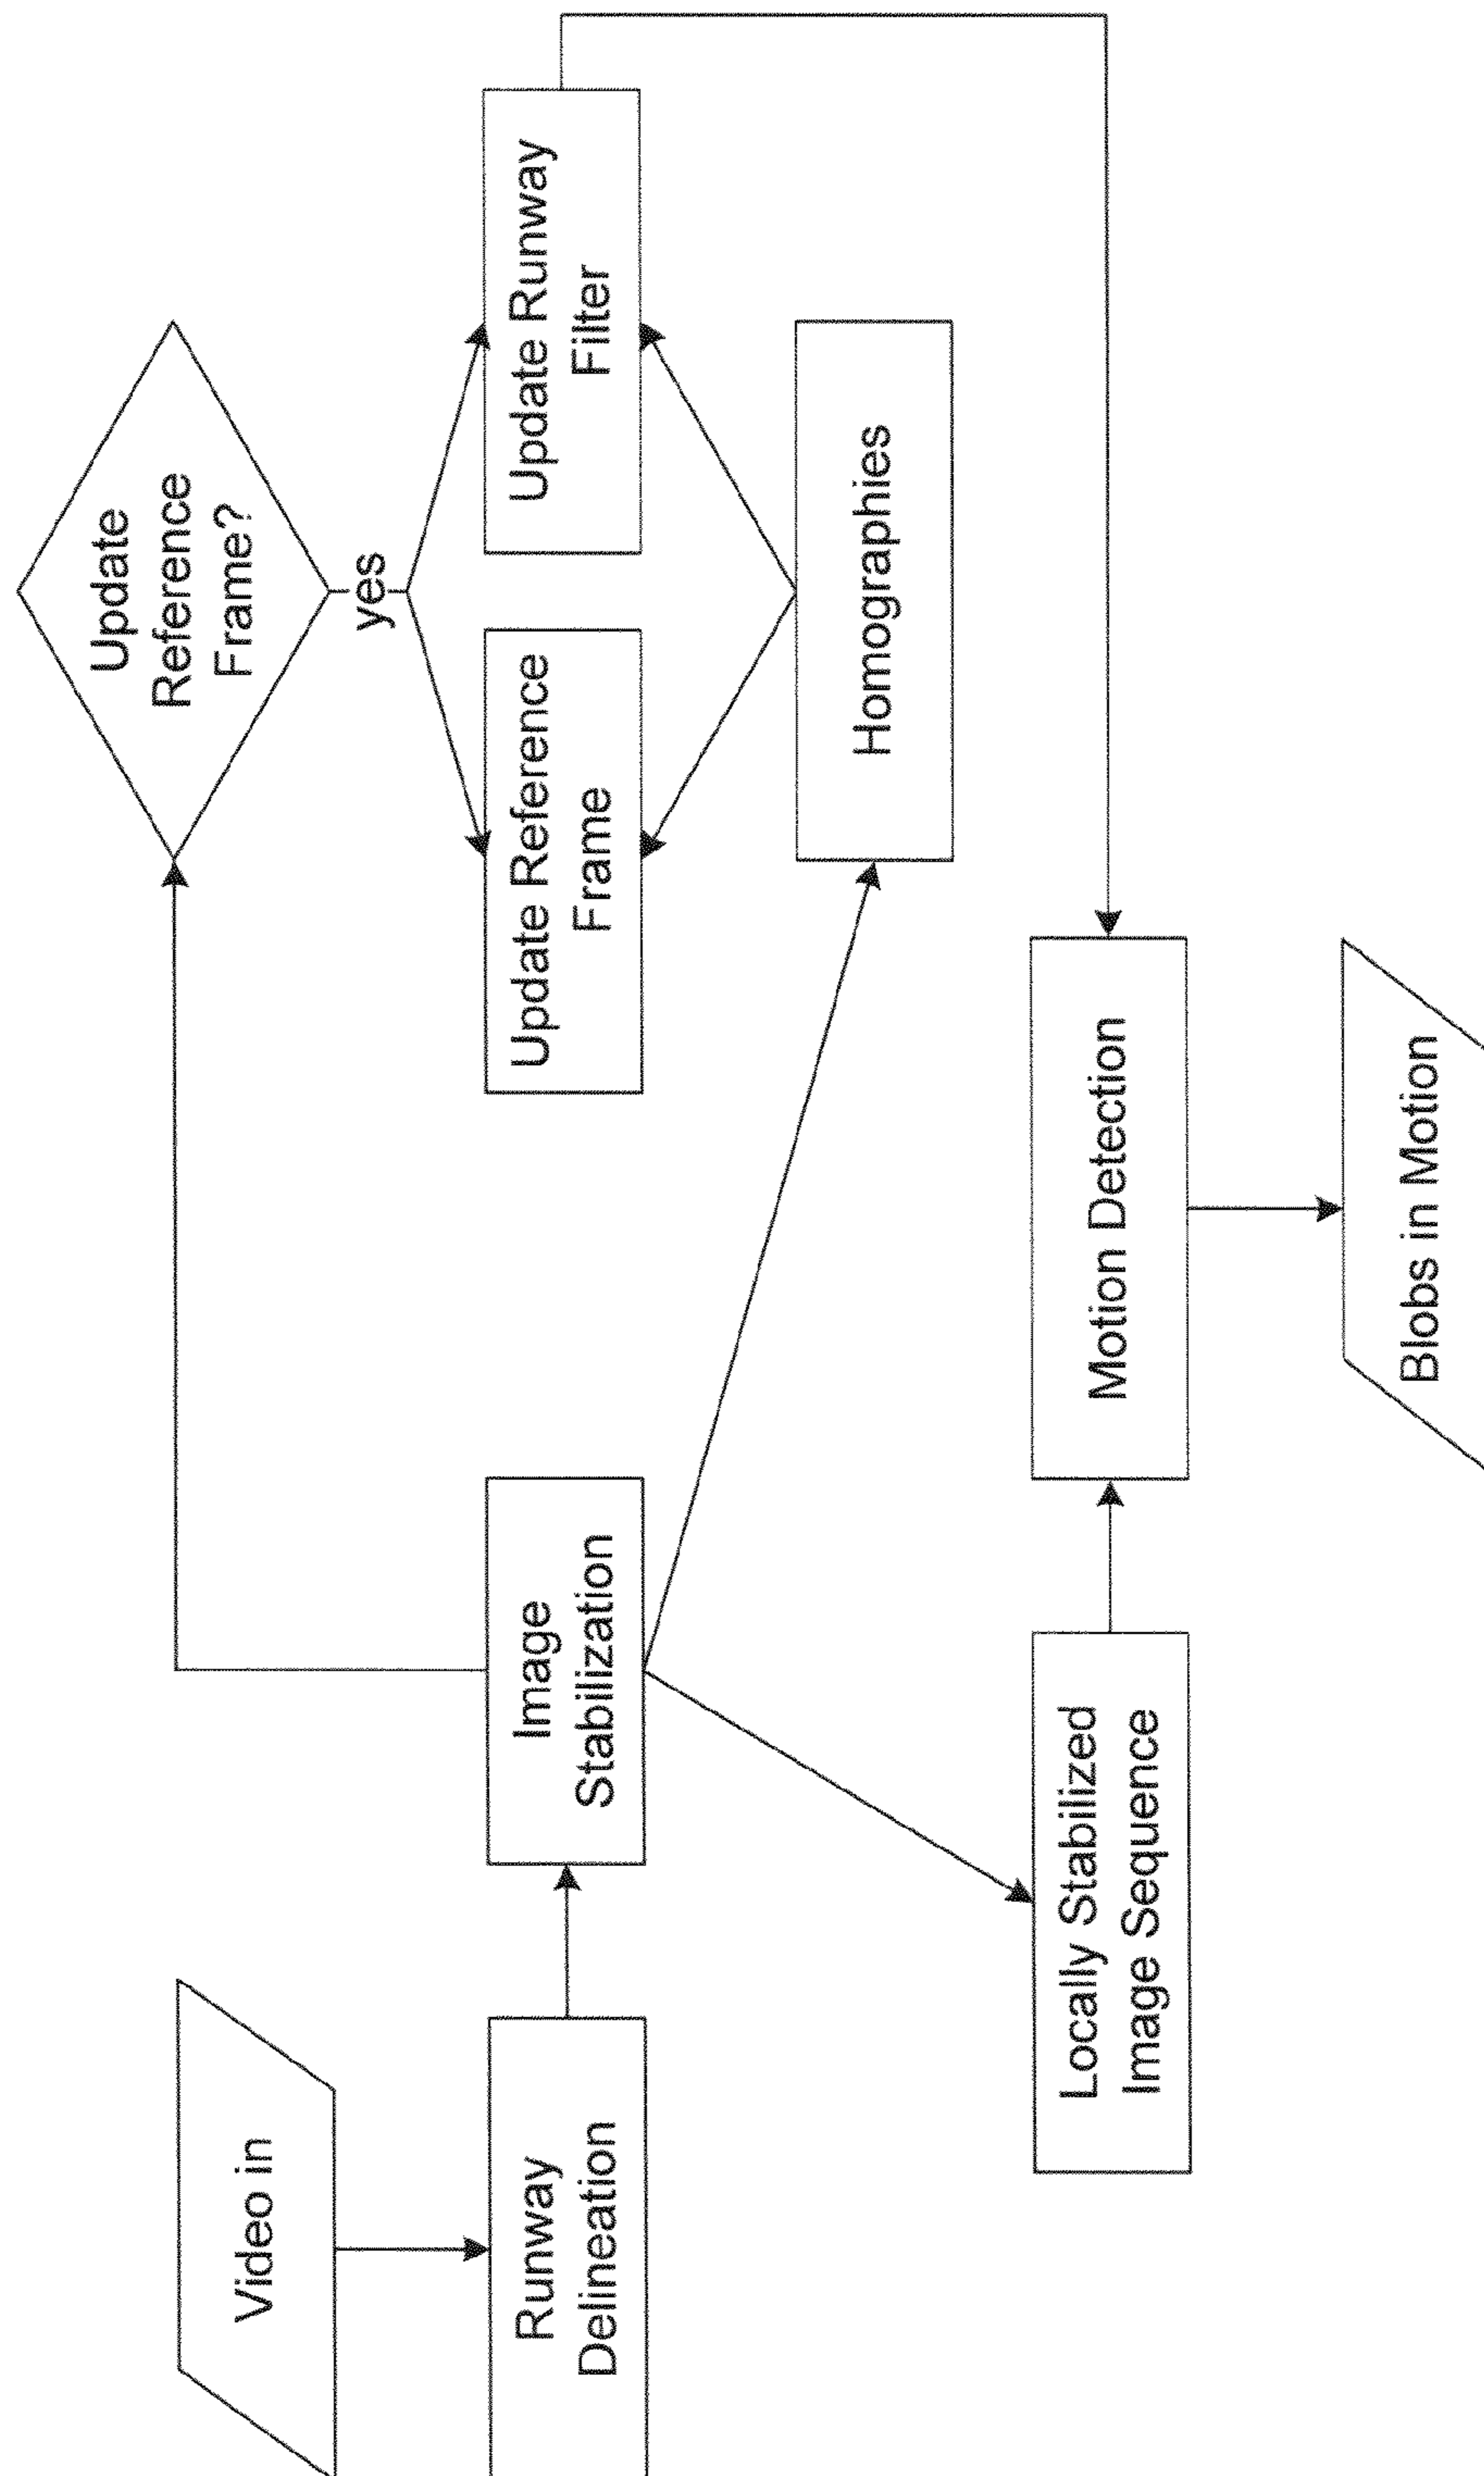 Video in
Runway
Delineation
Image
Stabilization
Update
Reference
Frame?
yes
Update Reference
Frame
Update Runway
Filter
Homographies
Locally Stabilized
Image Sequence
Motion Detection
Blobs in Motion